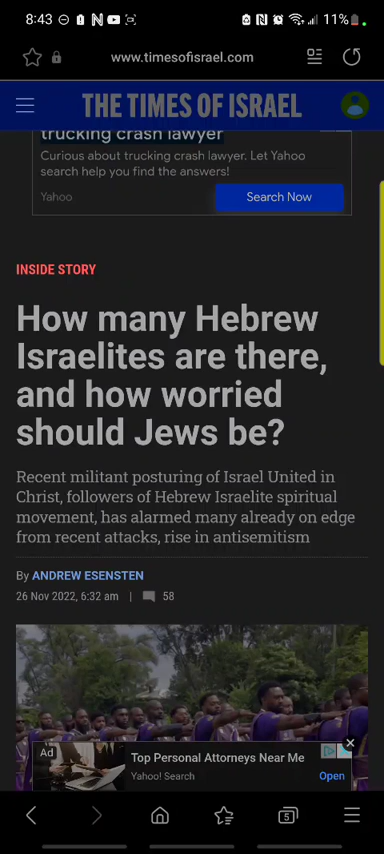 8:43 11%
www.timesofisrael.com
THE TIMES OF ISRAEL
trucking crash lawyer
Curious about trucking crash lawyer. Let Yahoo
search help you find the answers!
Yahoo Search Now
INSIDE STORY
How many Hebrew
Israelites are there,
and how worried
should Jews be?
Recent militant posturing of Israel United in
Christ, followers of Hebrew Israelite spiritual
movement, has alarmed many already on edge
from recent attacks, rise in antisemitism
By ANDREW ESENSTEN
26 Nov 2022, 6:32 am | 58
Ad
Top Personal Attorneys Near Me
Yahoo! Search Open
5